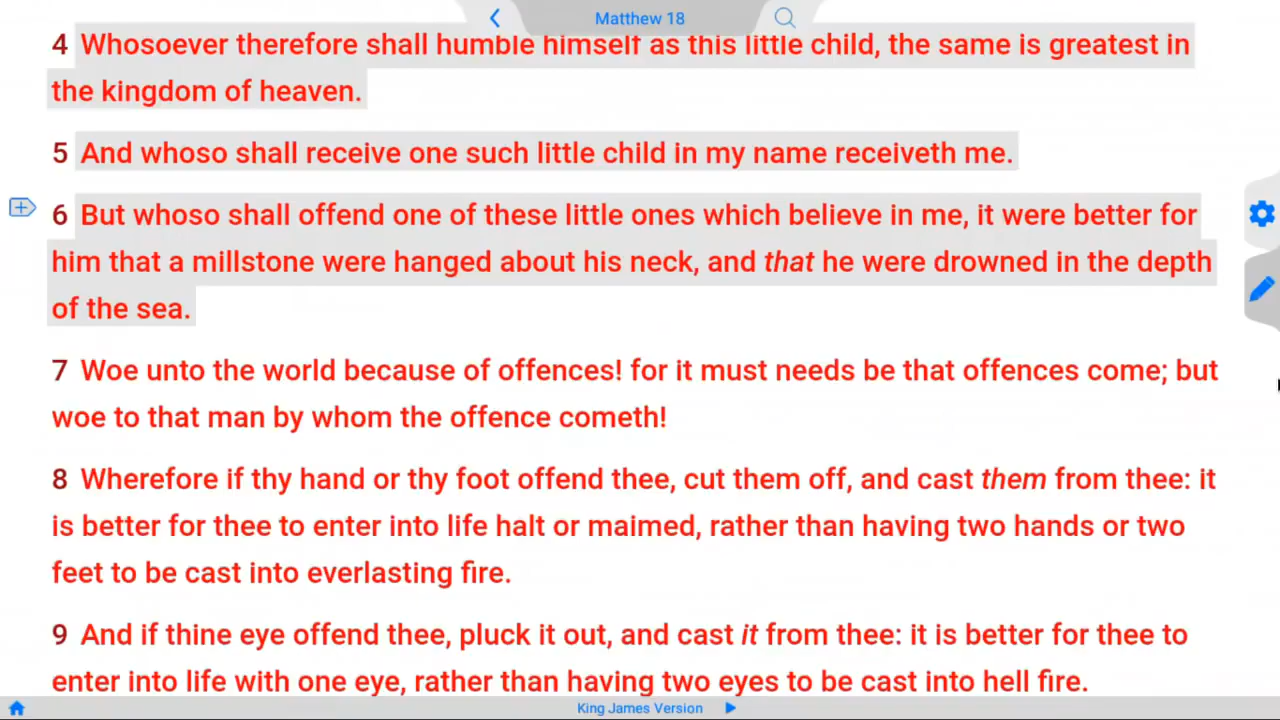 Matthew 18
4 Whosoever therefore shall humble himself as this little child, the same is greatest in
the kingdom of heaven.
5 And whoso shall receive one such little child in my name receiveth me.
6 But whoso shall offend one of these little ones which believe in me, it were better for
him that a millstone were hanged about his neck, and that he were drowned in the depth
of the sea.
7 Woe unto the world because of offences! for it must needs be that offences come; but
woe to that man by whom the offence cometh!
8 Wherefore if thy hand or thy foot offend thee, cut them off, and cast them from thee: it
is better for thee to enter into life halt or maimed, rather than having two hands or two
feet to be cast into everlasting fire.
9 And if thine eye offend thee, pluck it out, and cast it from thee: it is better for thee to
enter into life with one eye, rather than having two eyes to be cast into hell fire.
King James Version